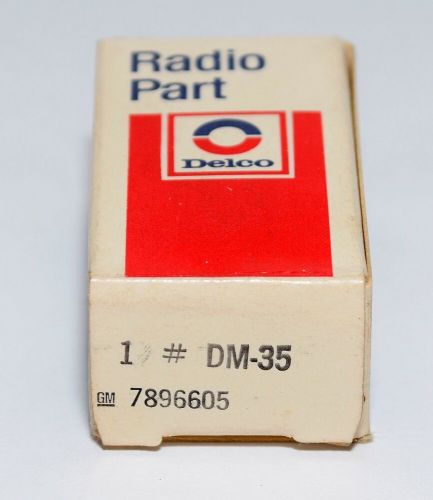 Radio
Part
Delco
1 # DM-35
GM 7896605